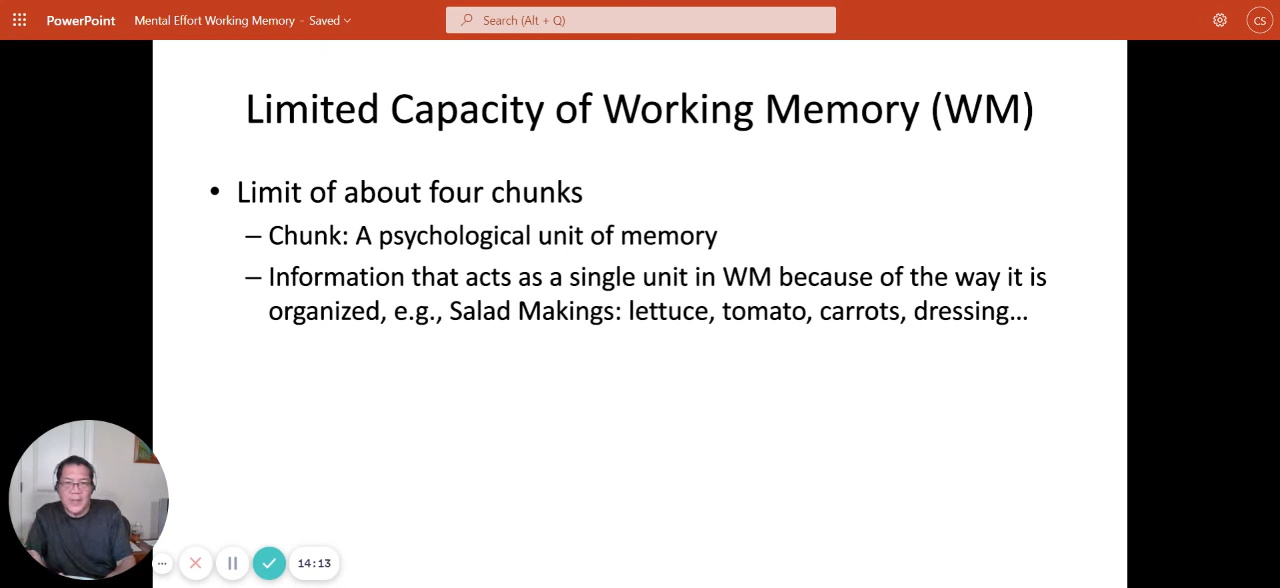 PowerPoint Mental Effort Working Memory - Saved Search (Alt + Q) CS
Limited Capacity of Working Memory (WM)
• Limit of about four chunks
– Chunk: A psychological unit of memory
– Information that acts as a single unit in WM because of the way it is
organized, e.g., Salad Makings: lettuce, tomato, carrots, dressing…
14:13